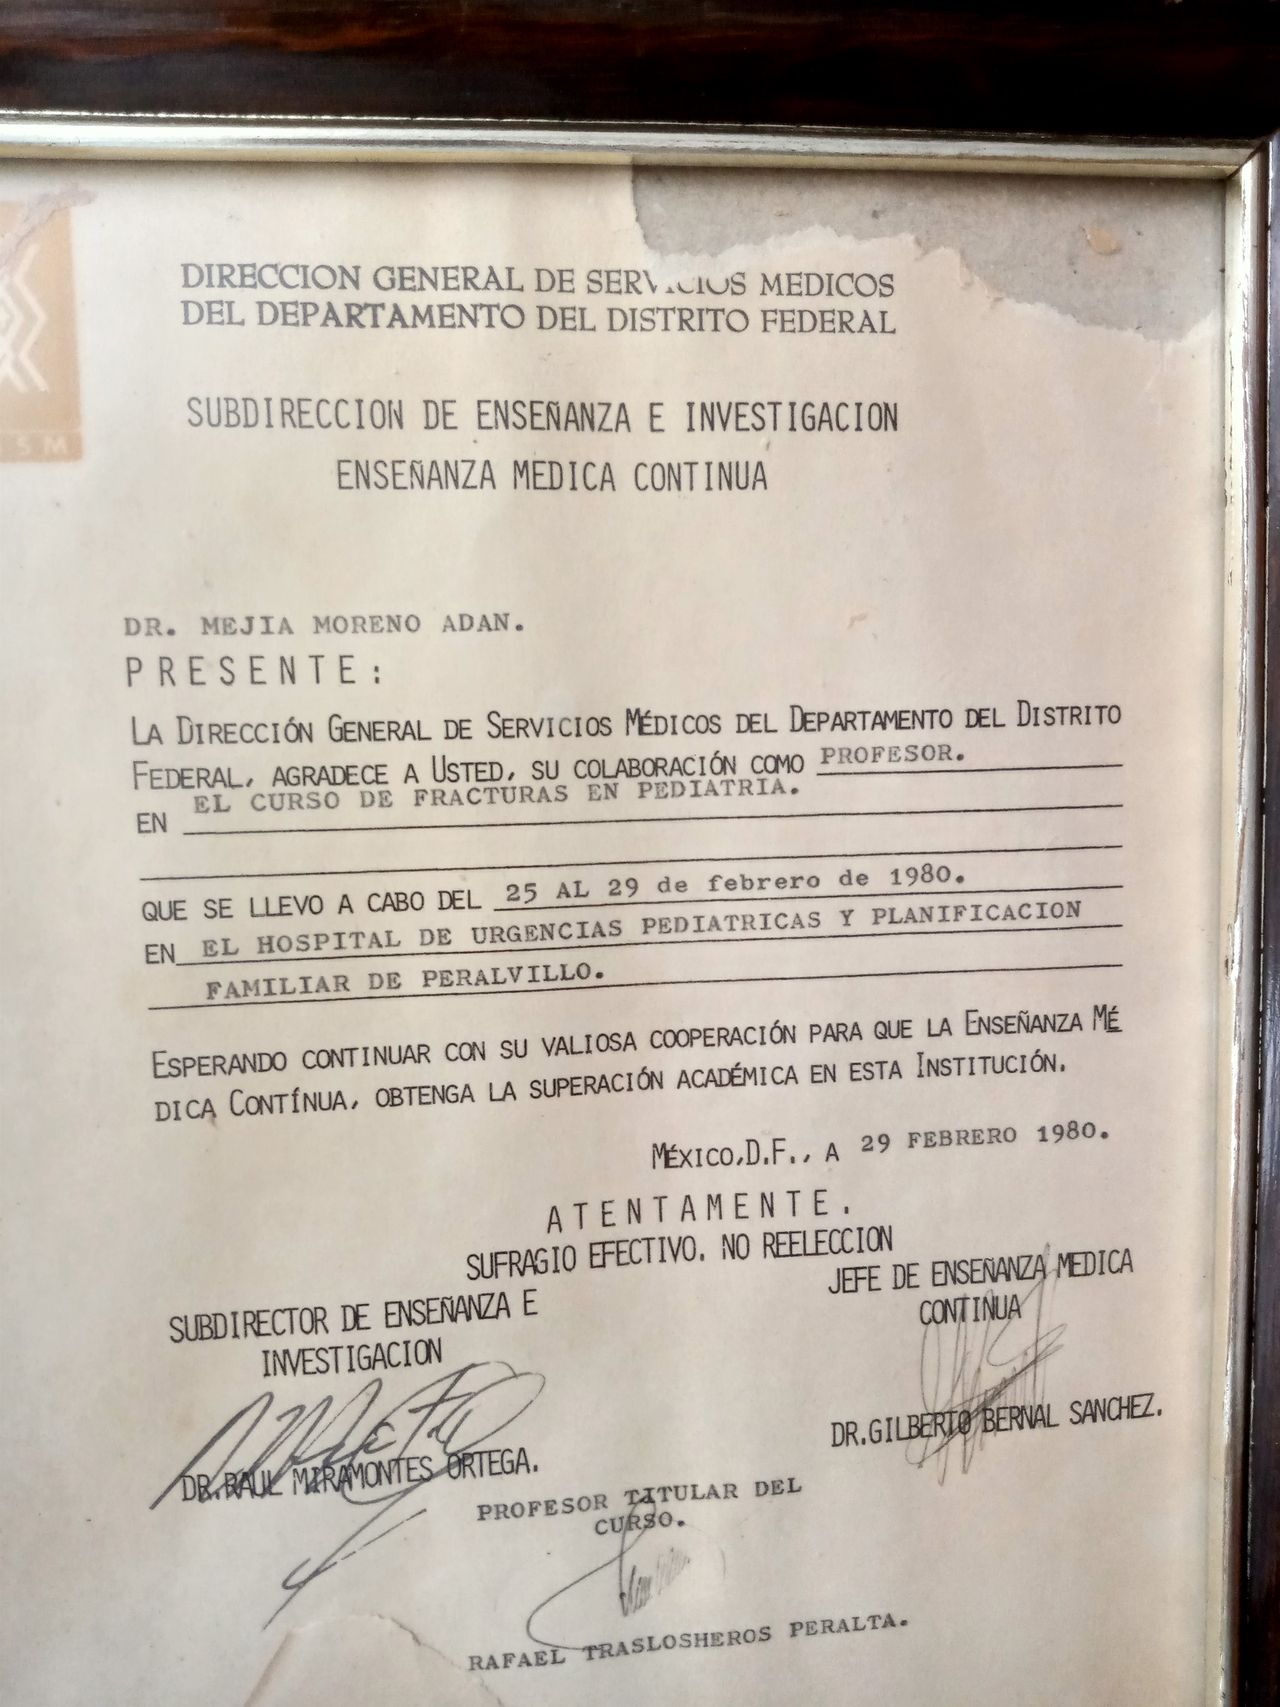 DIRECCION GENERAL DE SERVICIOS MEDICOS
DEL DEPARTAMENTO DEL DISTRITO FEDERAL
S M
SUBDIRECCION DE ENSEÑANZA E INVESTIGACION
ENSEÑANZA MEDICA CONTINUA
DR. MEJIA MORENO ADAN.
PRESENTE:
LA DIRECCIÓN GENERAL DE SERVICIOS MÉDICOS DEL DEPARTAMENTO DEL DISTRITO
FEDERAL, AGRADECE A USTED, SU COLABORACIÓN COMO PROFESOR.
EN EL CURSO DE FRACTURAS EN PEDIATRIA.
QUE SE LLEVO A CABO DEL 25 AL 29 de febrero de 1980.
EN EL HOSPITAL DE URGENCIAS PEDIATRICAS Y PLANIFICACION
FAMILIAR DE PERALVILLO.
ESPERANDO CONTINUAR CON SU VALIOSA COOPERACIÓN PARA QUE LA ENSEÑANZA MÉ
DICA CONTÍNUA, OBTENGA LA SUPERACIÓN ACADÉMICA EN ESTA INSTITUCIÓN.
MÉXICO,D.F., A 29 FEBRERO 1980.
ATENTAMENTE.
SUFRAGIO EFECTIVO. NO REELECCION
JEFE DE ENSEÑANZA MEDICA
CONTINUA
SUBDIRECTOR DE ENSEÑANZA E
INVESTIGACION
DR.GILBERTO BERNAL SANCHEZ.
DR.RAUL MIRAMONTES ORTEGA.
PROFESOR TITULAR DEL
CURSO.
RAFAEL TRASLOSHEROS PERALTA.